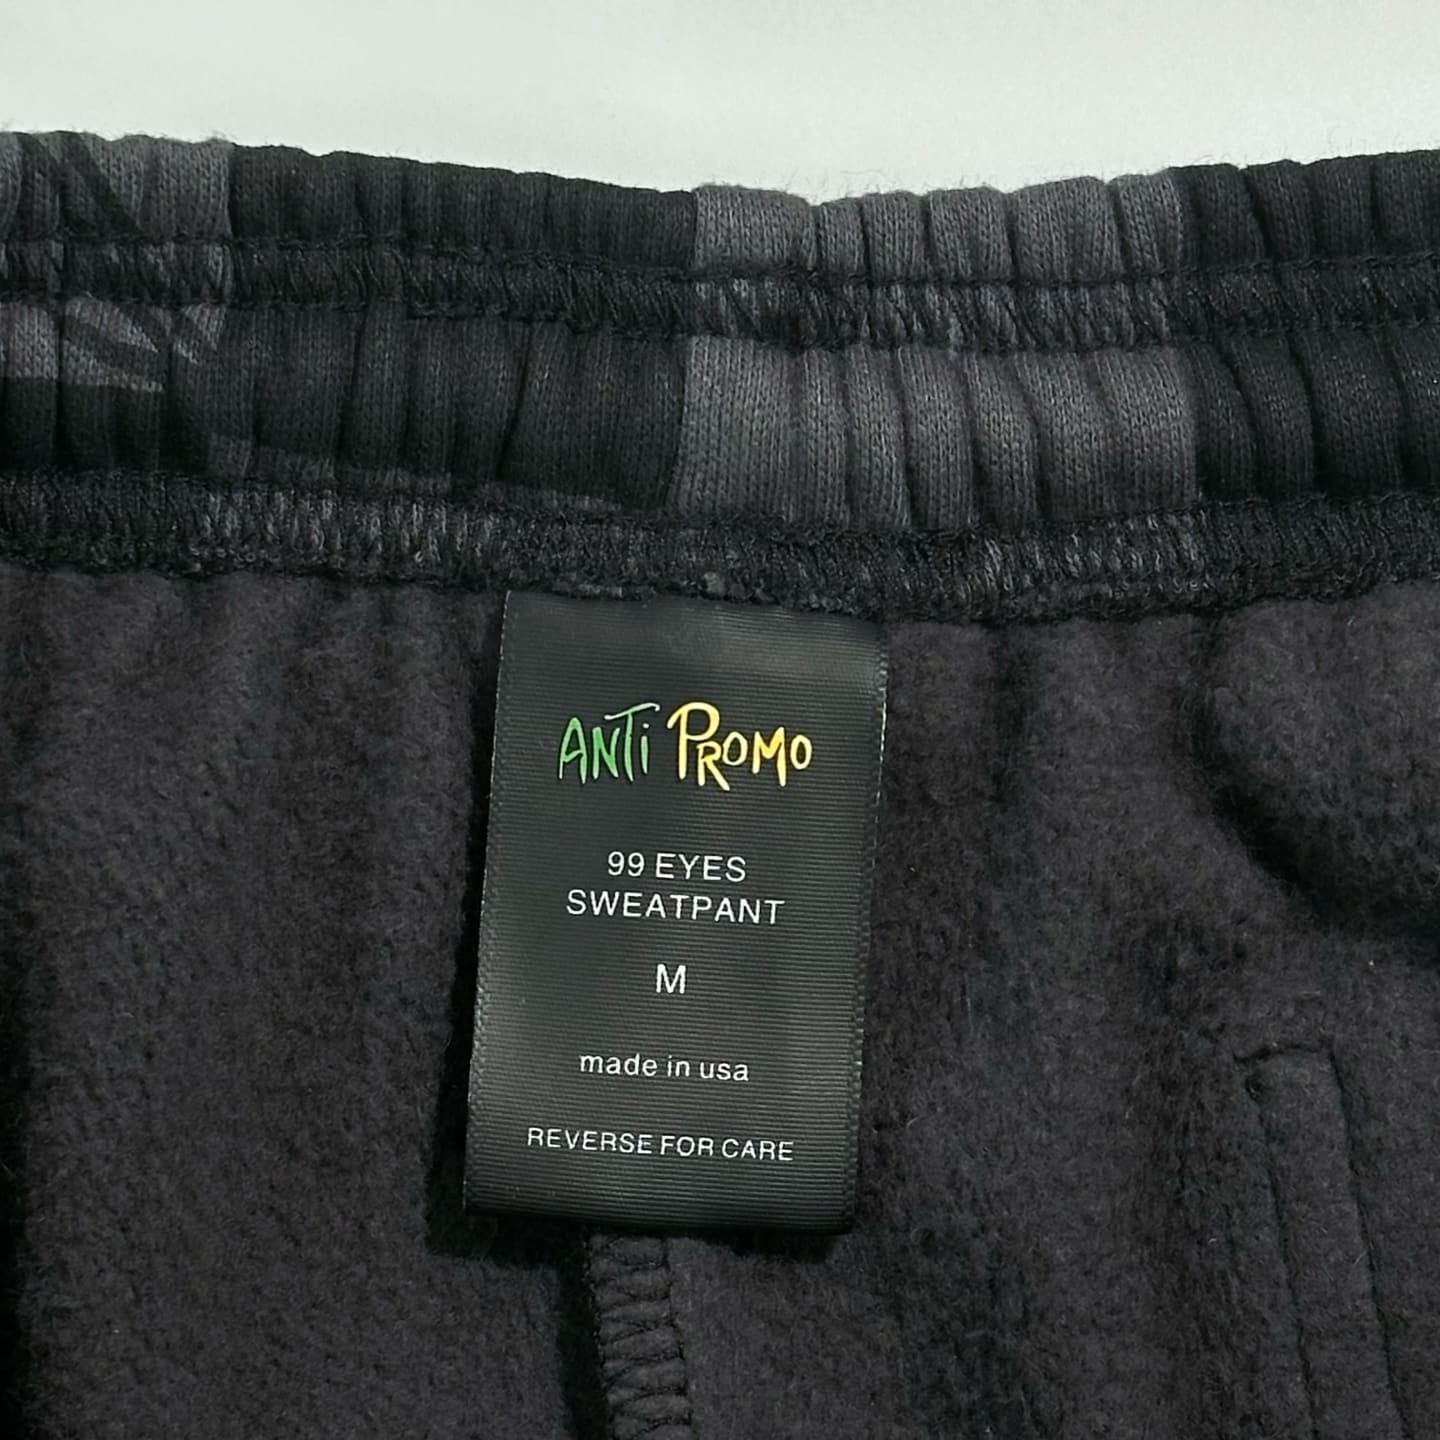 ANTi PROMO
99 EYES
SWEATPANT
M
made in usa
REVERSE FOR CARE